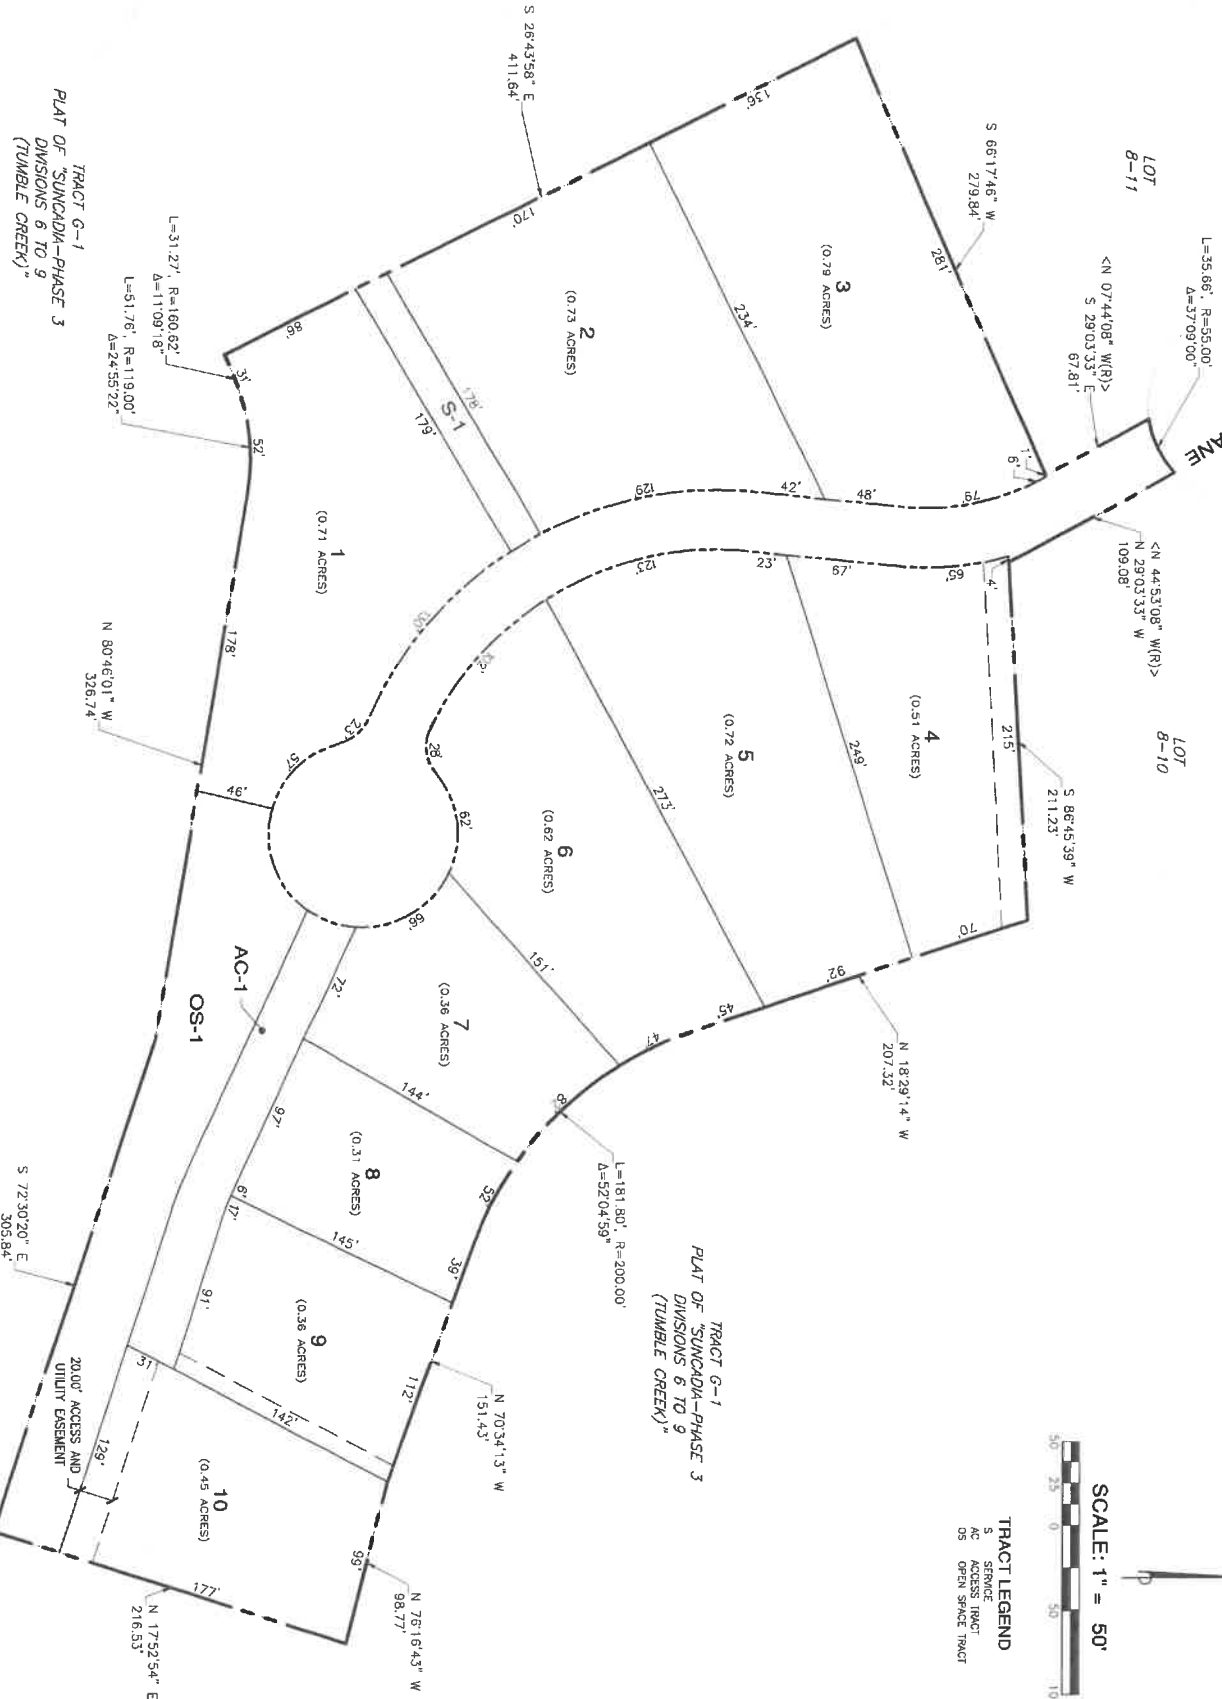 LOT
8-11
L=35.66', R=55.00'
Δ=37°09'00"
<N 07°44'08" W(R)>
S 29°03'33" E
67.81'
ANE
S 66°17'46" W
279.84'
S 26°43'58" E
411.64'
<N 44°53'08" W(R)>
N 29°03'33" W
109.08'
LOT
8-10
S 86°45'39" W
211.23'
TRACT G-1
PLAT OF "SUNCADIA-PHASE 3
DIVISIONS 6 TO 9
(TUMBLE CREEK)"
L=31.27', R=160.62'
Δ=11°09'18"
L=51.76', R=119.00'
Δ=24°55'22"
N 80°46'01" W
326.74'
3
(0.79 ACRES)
136'
281'
234'
1'
6'
79'
48'
2
(0.73 ACRES)
170'
42'
129'
178'
S-1
179'
1
(0.71 ACRES)
86'
31'
52'
178'
130'
23'
57'
46'
4
(0.51 ACRES)
4'
215'
65'
67'
249'
70'
5
(0.72 ACRES)
23'
123'
273'
92'
6
(0.62 ACRES)
28'
62'
151'
45'
47'
N 18°29'14" W
207.32'
7
(0.36 ACRES)
66'
72'
144'
L=181.80', R=200.00'
Δ=52°04'59"
8
(0.31 ACRES)
97'
6'
145'
52'
39'
9
(0.36 ACRES)
12'
91'
112'
142'
31'
10
(0.45 ACRES)
129'
177'
99'
AC-1
OS-1
20.00' ACCESS AND
UTILITY EASEMENT
S 72°30'20" E
305.84'
N 17°52'54" E
216.53'
N 76°16'43" W
98.77'
N 70°34'13" W
151.43'
TRACT G-1
PLAT OF "SUNCADIA-PHASE 3
DIVISIONS 6 TO 9
(TUMBLE CREEK)"
SCALE: 1" = 50'
50 25 0 50 10
TRACT LEGEND
S SERVICE
AC ACCESS TRACT
OS OPEN SPACE TRACT